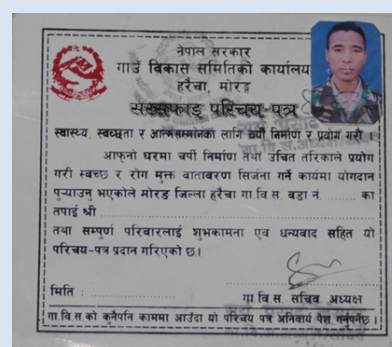 नेपाल सरकार
गाउँ विकास समितिको कार्यालय
हरैंचा, मोरङ
सरसफाई परिचय-पत्र
स्वास्थ्य, स्वच्छता र आत्मसम्मानका लागि चर्पी निर्माण र प्रयोग गरौं ।
आफ्नो घरमा चर्पी निर्माण तथा उचित तरिकाले प्रयोग
गरी स्वच्छ र रोग मुक्त वातावरण सिर्जना गर्ने कार्यमा योगदान
पुऱ्याउनु भएकोले मोरङ जिल्ला हरैंचा गा.वि.स. वडा नं. ........ का
तपाईं श्री ........
तथा सम्पूर्ण परिवारलाई शुभकामना एवं धन्यवाद सहित यो
परिचय-पत्र प्रदान गरिएको छ।
मिति : ........
गा.वि.स. सचिव अध्यक्ष
गा.वि.स.को कुनैपनि काममा आउँदा यो परिचय पत्र अनिवार्य पेश गर्नुपर्नेछ ।